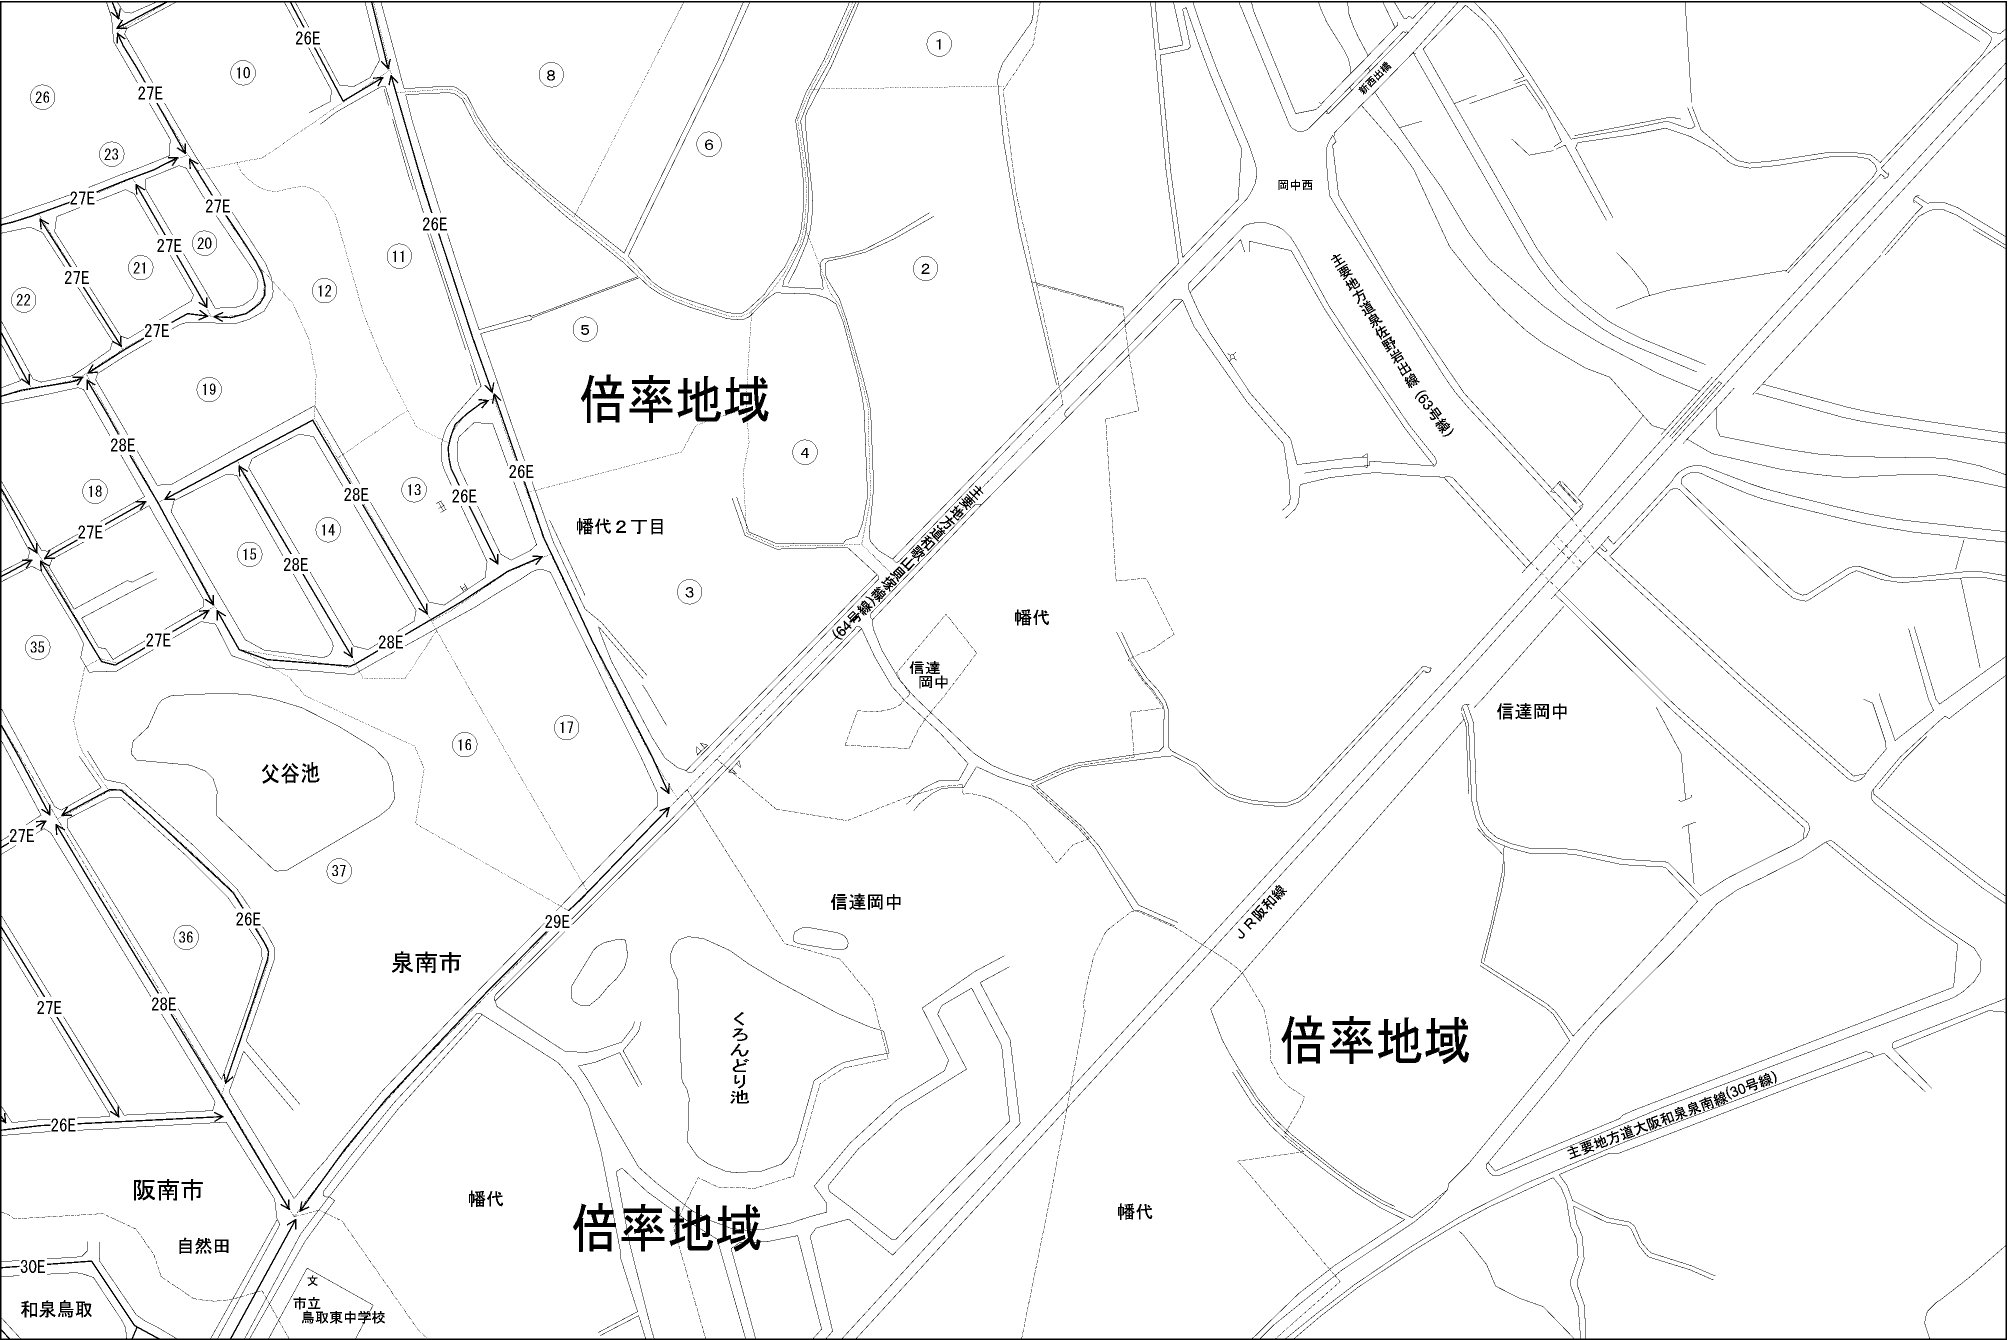 26E
①
⑧
⑩
27E
㉖
新西出橋
⑥
㉓
岡中西
27E
27E
26E
27E
⑳
⑪
㉑
②
27E
⑫
㉒
主要地方道泉佐野岩出線(63号線)
27E
⑤
⑲
倍率地域
28E
④
26E
⑱
⑬
28E
26E
主要地方道和歌山貝塚線(64号線)
幡代2丁目
27E
⑭
⑮
28E
③
幡代
27E
28E
㉟
信達
岡中
信達岡中
⑰
⑯
父谷池
27E
㊲
信達岡中
JR阪和線
29E
26E
㊱
泉南市
27E
28E
くろんどり池
倍率地域
主要地方道大阪和泉泉南線(30号線)
26E
阪南市
幡代
幡代
倍率地域
自然田
30E
文
市立
鳥取東中学校
和泉鳥取